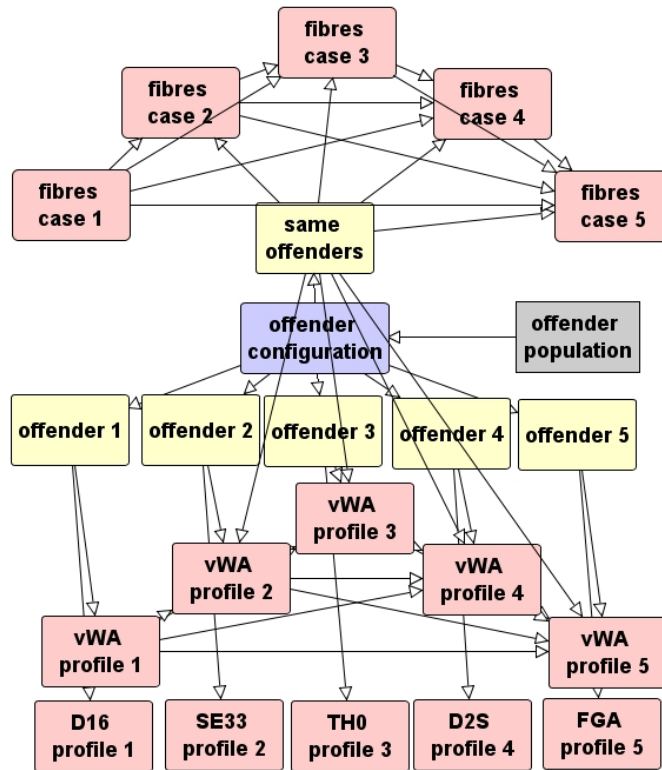 fibres
case 3
fibres
case 2
fibres
case 4
fibres
case 1
fibres
case 5
same
offenders
offender
configuration
offender
population
offender 1
offender 2
offender 3
offender 4
offender 5
vWA
profile 3
vWA
profile 2
vWA
profile 4
vWA
profile 1
vWA
profile 5
D16
profile 1
SE33
profile 2
TH0
profile 3
D2S
profile 4
FGA
profile 5